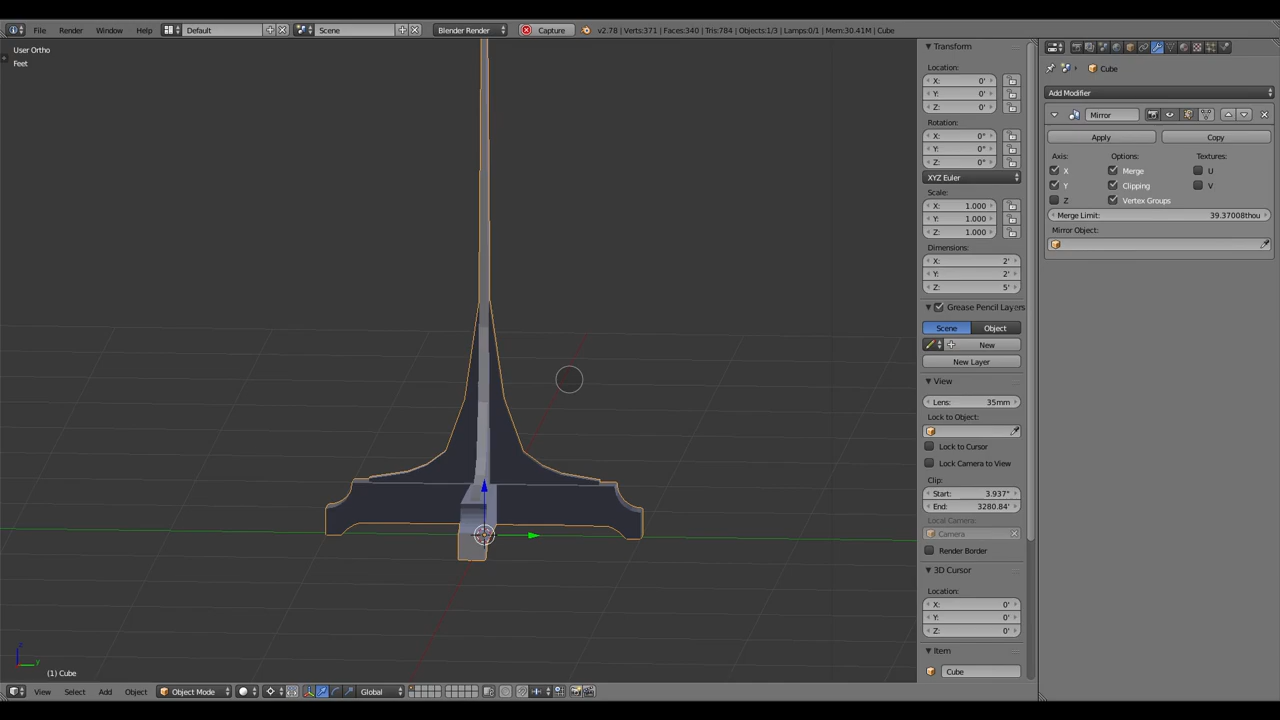 File Render Window Help Default Scene Blender Render Capture v2.78 | Verts:371 | Faces:340 | Tris:784 | Objects:1/3 | Lamps:0/1 | Mem:30.41M | Cube
User Ortho
Feet
Transform
Location:
X: 0'
Y: 0'
Z: 0'
Rotation:
X: 0°
Y: 0°
Z: 0°
XYZ Euler
Scale:
X: 1.000
Y: 1.000
Z: 1.000
Dimensions:
X: 2'
Y: 2'
Z: 5'
Grease Pencil Layers
Scene Object
New
New Layer
View
Lens: 35mm
Lock to Object:
Lock to Cursor
Lock Camera to View
Clip:
Start: 3.937"
End: 3280.84'
Local Camera:
Camera
Render Border
3D Cursor
Location:
X: 0'
Y: 0'
Z: 0'
Item
Cube
Cube
Add Modifier
Mirror
Apply Copy
Axis: Options: Textures:
X Merge U
Y Clipping V
Z Vertex Groups
Merge Limit: 39.37008thou
Mirror Object:
z
y
(1) Cube
View Select Add Object Object Mode Global